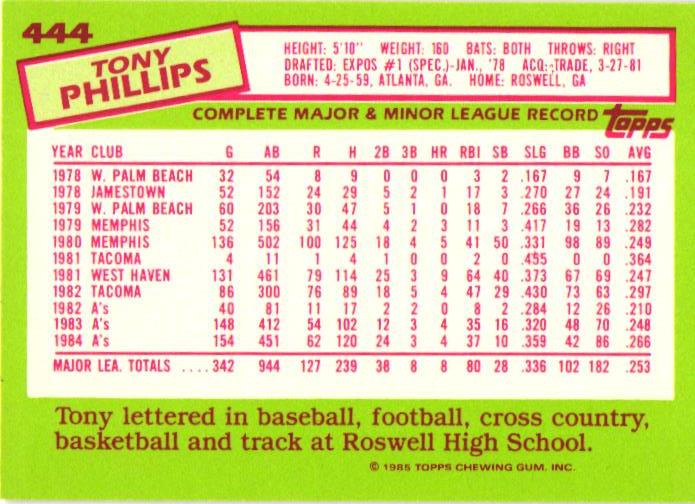 444
TONY
PHILLIPS
HEIGHT: 5'10" WEIGHT: 160 BATS: BOTH THROWS: RIGHT
DRAFTED: EXPOS #1 (SPEC.)-JAN., '78 ACQ: TRADE, 3-27-81
BORN: 4-25-59, ATLANTA, GA. HOME: ROSWELL, GA
COMPLETE MAJOR & MINOR LEAGUE RECORD topps
YEAR CLUB G AB R H 2B 3B HR RBI SB SLG BB SO AVG
1978 W. PALM BEACH 32 54 8 9 0 0 0 3 2 .167 9 7 .167
1978 JAMESTOWN 52 152 24 29 5 2 1 17 3 .270 27 24 .191
1979 W. PALM BEACH 60 203 30 47 5 1 0 18 7 .266 36 26 .232
1979 MEMPHIS 52 156 31 44 4 2 3 11 3 .417 19 13 .282
1980 MEMPHIS 136 502 100 125 18 4 5 41 50 .331 98 89 .249
1981 TACOMA 4 11 1 4 1 0 0 2 0 .455 0 0 .364
1981 WEST HAVEN 131 461 79 114 25 3 9 64 40 .373 67 69 .247
1982 TACOMA 86 300 76 89 18 5 4 47 29 .430 73 63 .297
1982 A's 40 81 11 17 2 2 0 8 2 .284 12 26 .210
1983 A's 148 412 54 102 12 3 4 35 16 .320 48 70 .248
1984 A's 154 451 62 120 24 3 4 37 10 .359 42 86 .266
MAJOR LEA. TOTALS ....342 944 127 239 38 8 8 80 28 .336 102 182 .253
Tony lettered in baseball, football, cross country,
basketball and track at Roswell High School.
© 1985 TOPPS CHEWING GUM, INC.